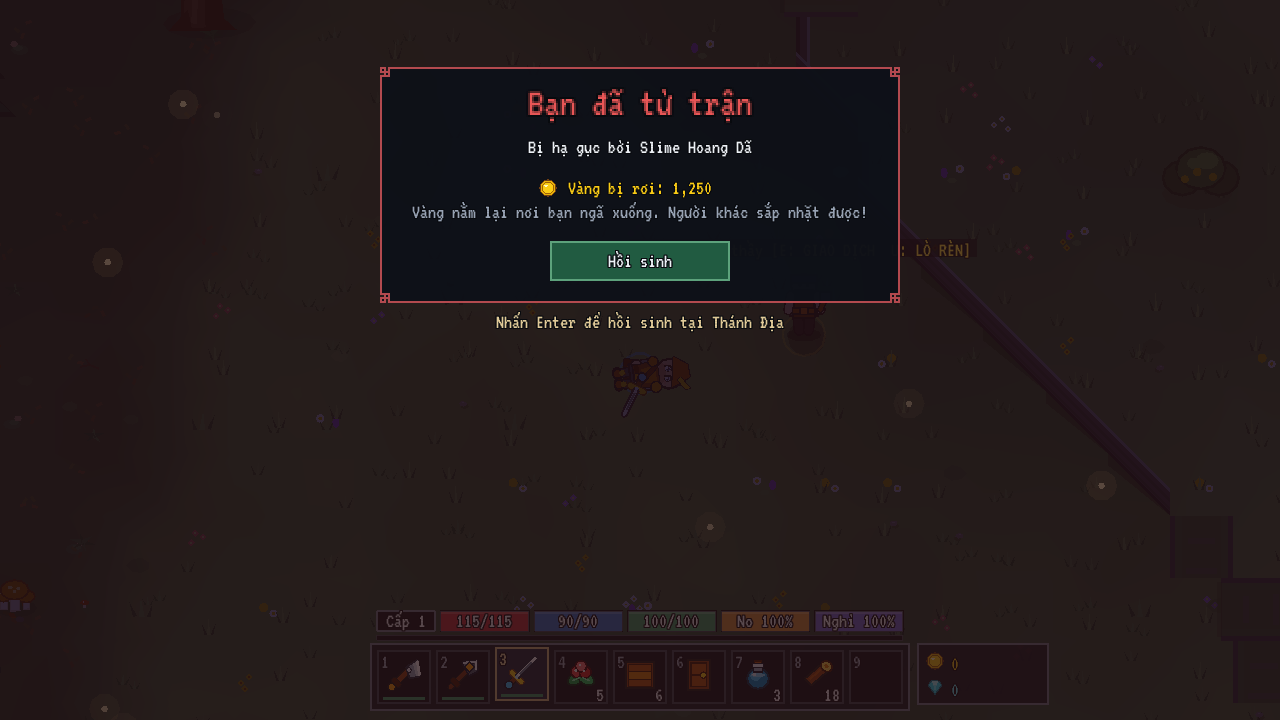 Bạn đã tử trận
Bị hạ gục bởi Slime Hoang Dã
Vàng bị rơi: 1,250
Vàng nằm lại nơi bạn ngã xuống. Người khác sắp nhặt được!
: LÒ RÈN]
Hồi sinh
Nhấn Enter để hồi sinh tại Thánh Địa
Cấp 1 115/115 90/90 100/100 No 100% Nghỉ 100%
1 2 3 4 5 6 7 8 9
5 6 3 18
0
0